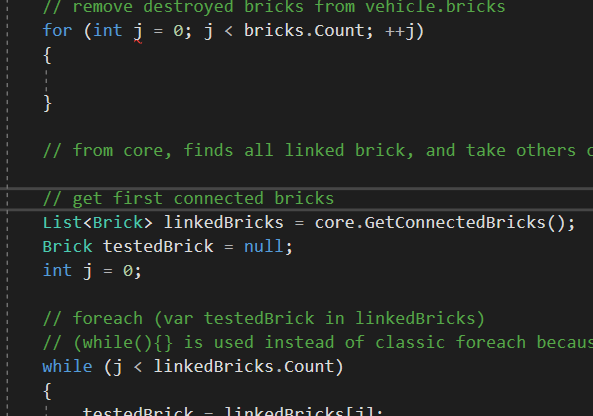 // remove destroyed bricks from vehicle.bricks
for (int j = 0; j < bricks.Count; ++j)
{
}
// from core, finds all linked brick, and take others
// get first connected bricks
List<Brick> linkedBricks = core.GetConnectedBricks();
Brick testedBrick = null;
int j = 0;
// foreach (var testedBrick in linkedBricks)
// (while(){} is used instead of classic foreach
while (j < linkedBricks.Count)
{
testedBrick = linkedBricks[j];